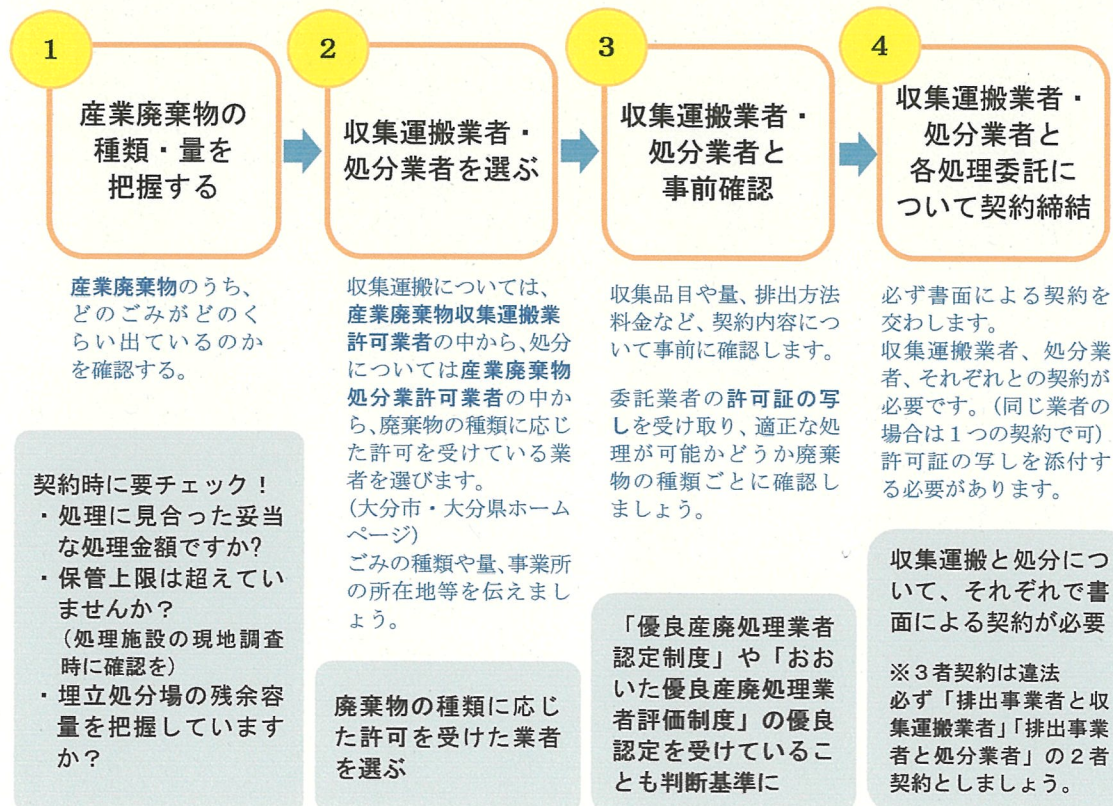 1
産業廃棄物の
種類・量を
把握する
産業廃棄物のうち、
どのごみがどのく
らい出ているのか
を確認する。
契約時に要チェック！
・処理に見合った妥当
な処理金額ですか?
・保管上限は超えてい
ませんか？
（処理施設の現地調査
時に確認を）
・埋立処分場の残余容
量を把握しています
か？
2
収集運搬業者・
処分業者を選ぶ
収集運搬については、
産業廃棄物収集運搬業
許可業者の中から、処分
については産業廃棄物
処分業許可業者の中か
ら、廃棄物の種類に応じ
た許可を受けている業
者を選びます。
（大分市・大分県ホーム
ページ）
ごみの種類や量、事業所
の所在地等を伝えまし
ょう。
廃棄物の種類に応じ
た許可を受けた業者
を選ぶ
3
収集運搬業者・
処分業者と
事前確認
収集品目や量、排出方法
料金など、契約内容につ
いて事前に確認します。
委託業者の許可証の写
しを受け取り、適正な処
理が可能かどうか廃棄
物の種類ごとに確認し
ましょう。
「優良産廃処理業者
認定制度」や「おお
いた優良産廃処理業
者評価制度」の優良
認定を受けているこ
とも判断基準に
4
収集運搬業者・
処分業者と
各処理委託に
ついて契約締結
必ず書面による契約を
交わします。
収集運搬業者、処分業
者、それぞれとの契約が
必要です。（同じ業者の
場合は１つの契約で可）
許可証の写しを添付す
る必要があります。
収集運搬と処分につ
いて、それぞれで書
面による契約が必要
※３者契約は違法
必ず「排出事業者と収
集運搬業者」「排出事業
者と処分業者」の２者
契約としましょう。